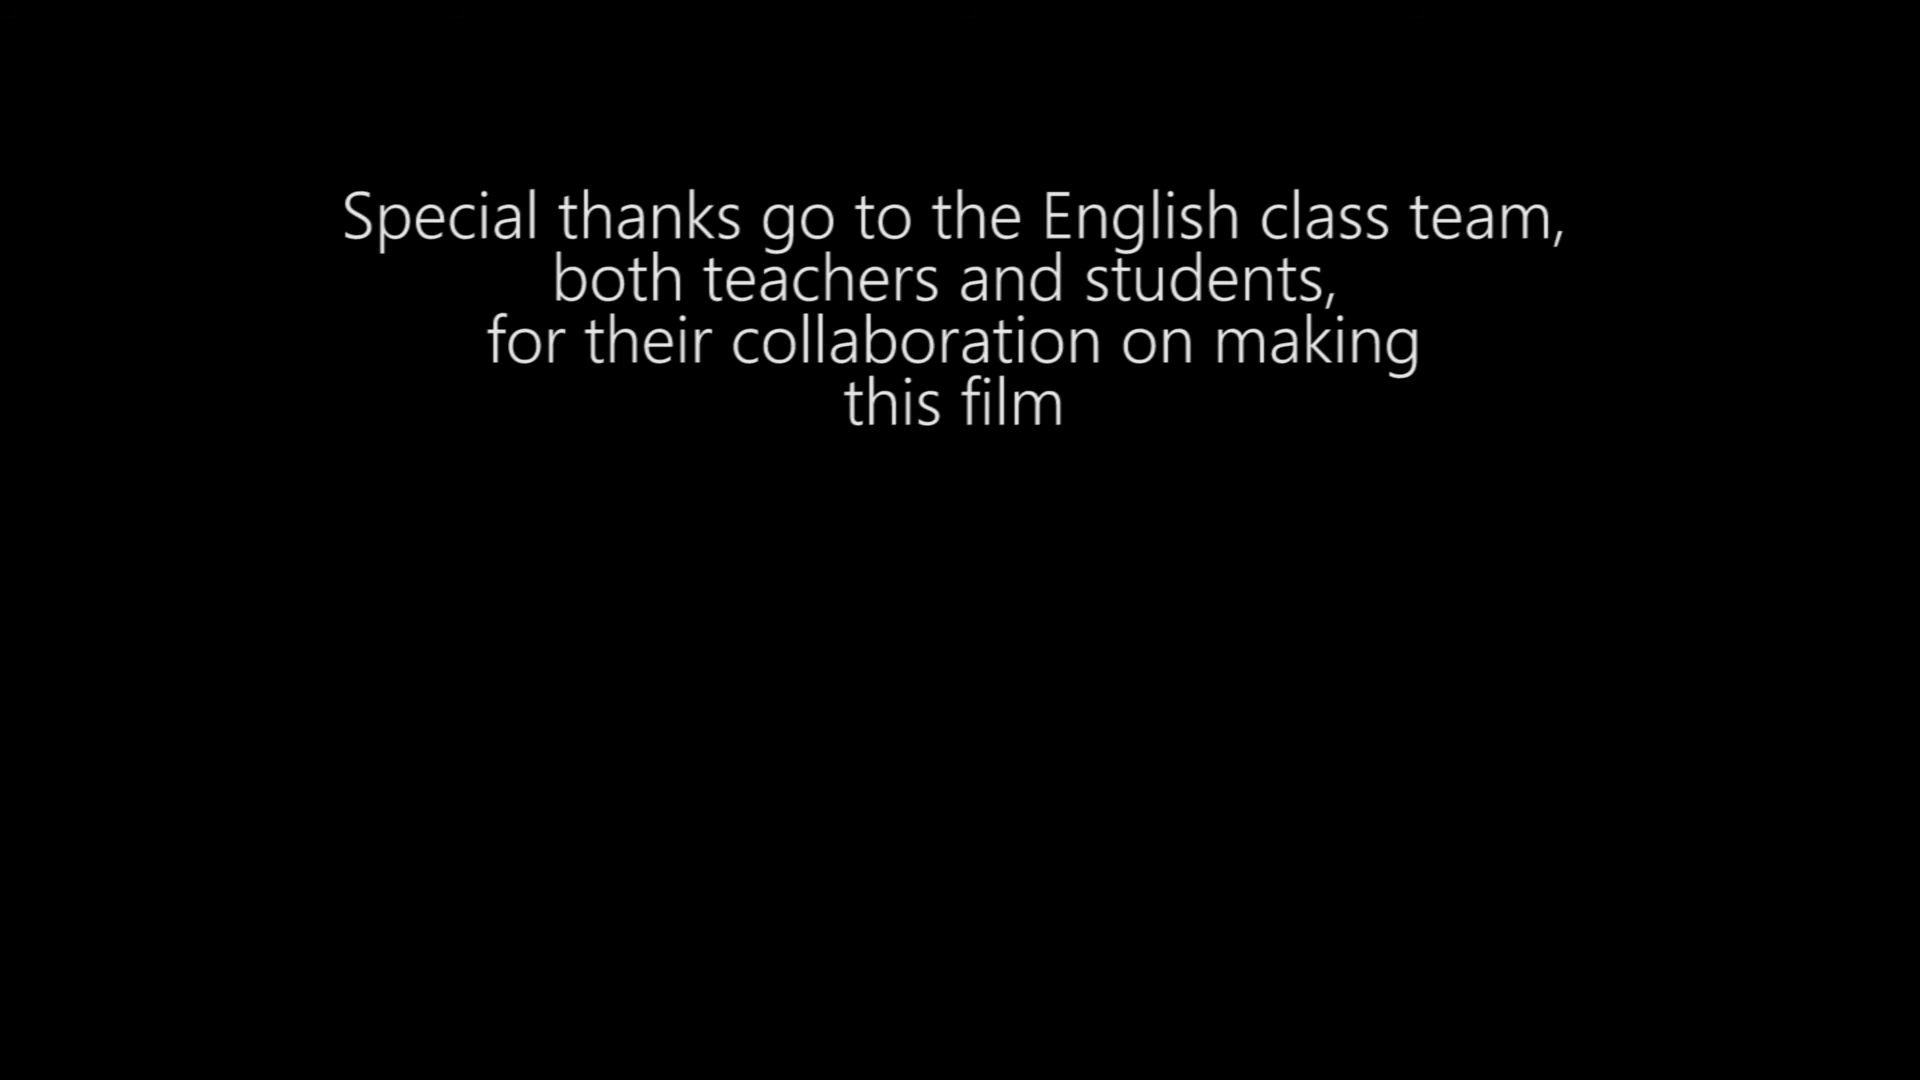 Special thanks go to the English class team,
both teachers and students,
for their collaboration on making
this film